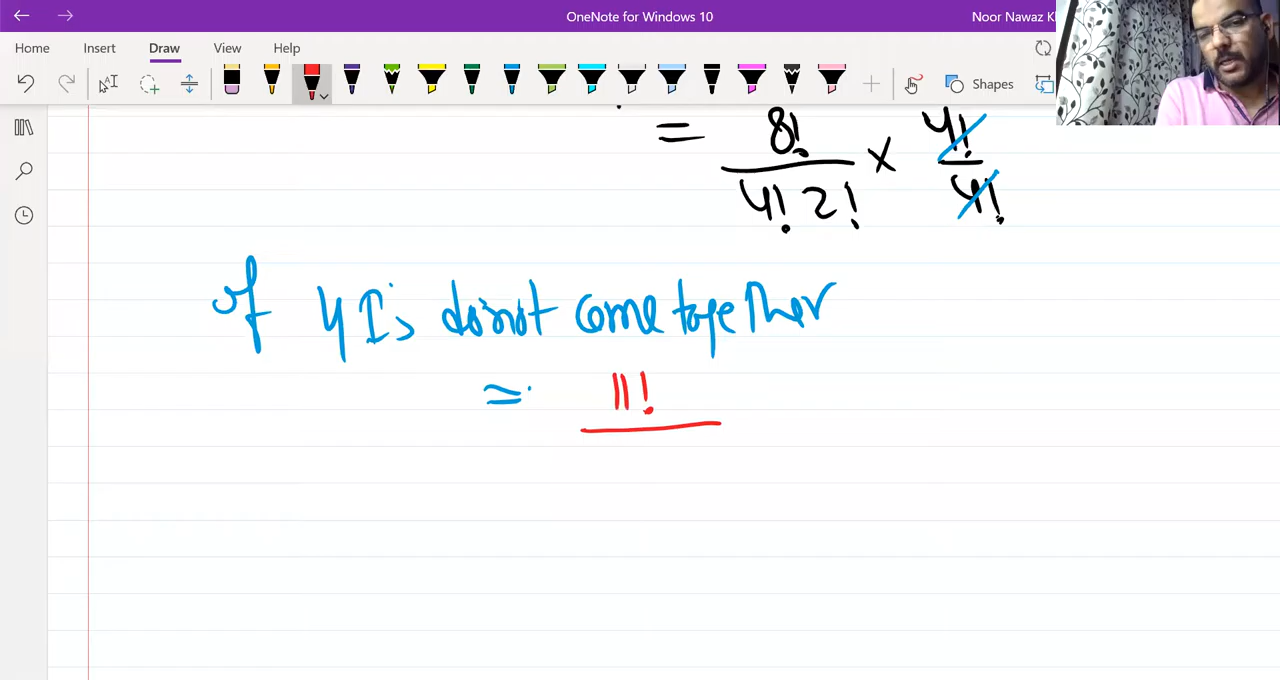 OneNote for Windows 10
Noor Nawaz Kh
Home Insert Draw View Help
Shapes
= 8! / 4! 2! × 4! / 4!
If 4 I's do not come together
= 11!